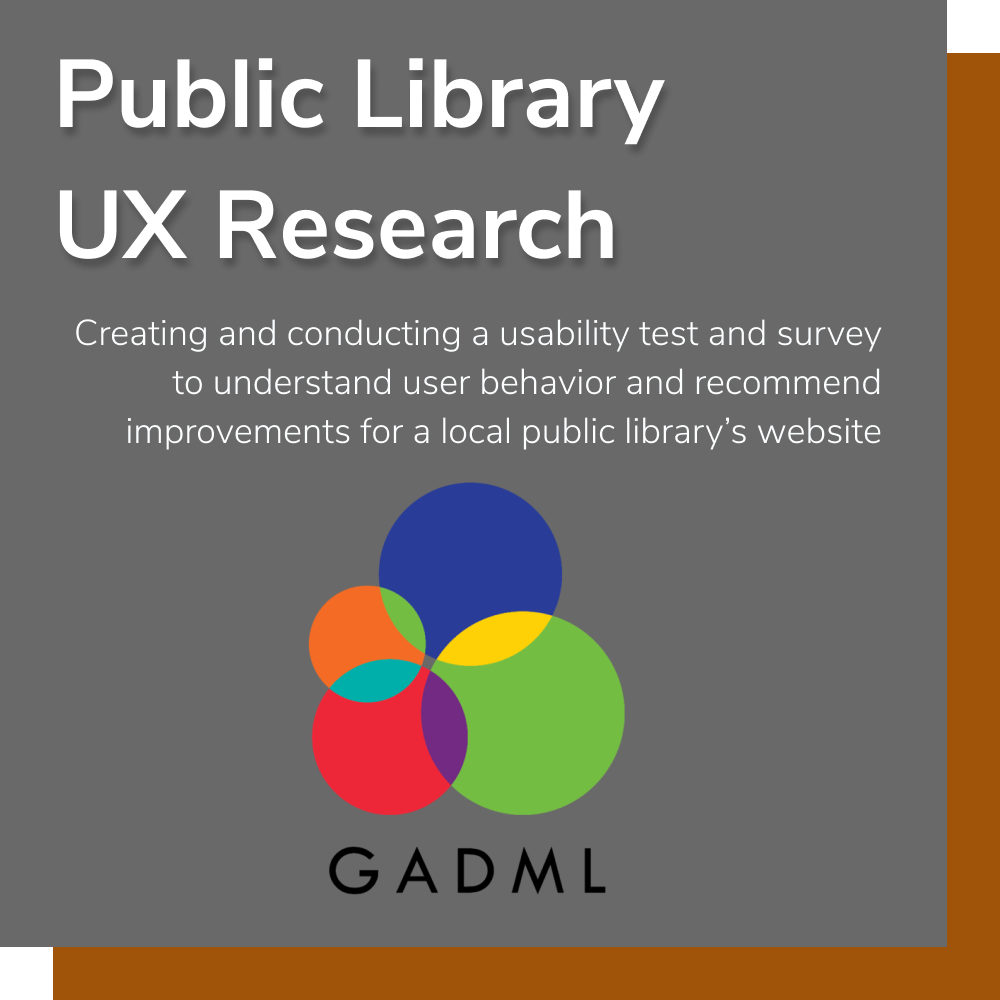 Public Library
UX Research
Creating and conducting a usability test and survey
to understand user behavior and recommend
improvements for a local public library’s website
GADML